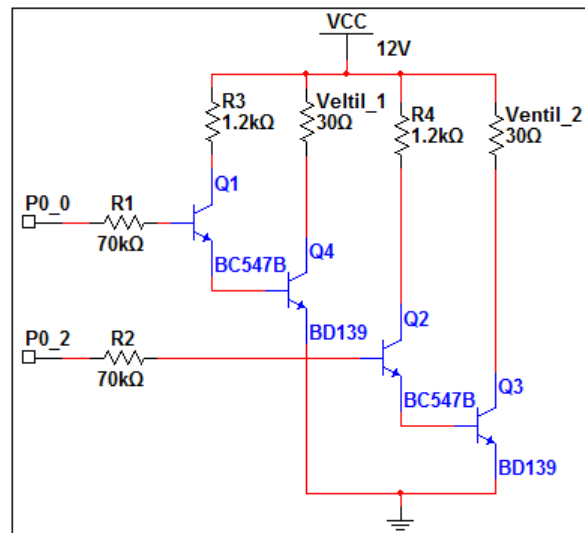 VCC
12V
R3
1.2kΩ
Veltil_1
30Ω
R4
1.2kΩ
Ventil_2
30Ω
Q1
P0_0
R1
70kΩ
BC547B
Q4
BD139
Q2
P0_2
R2
70kΩ
BC547B
Q3
BD139